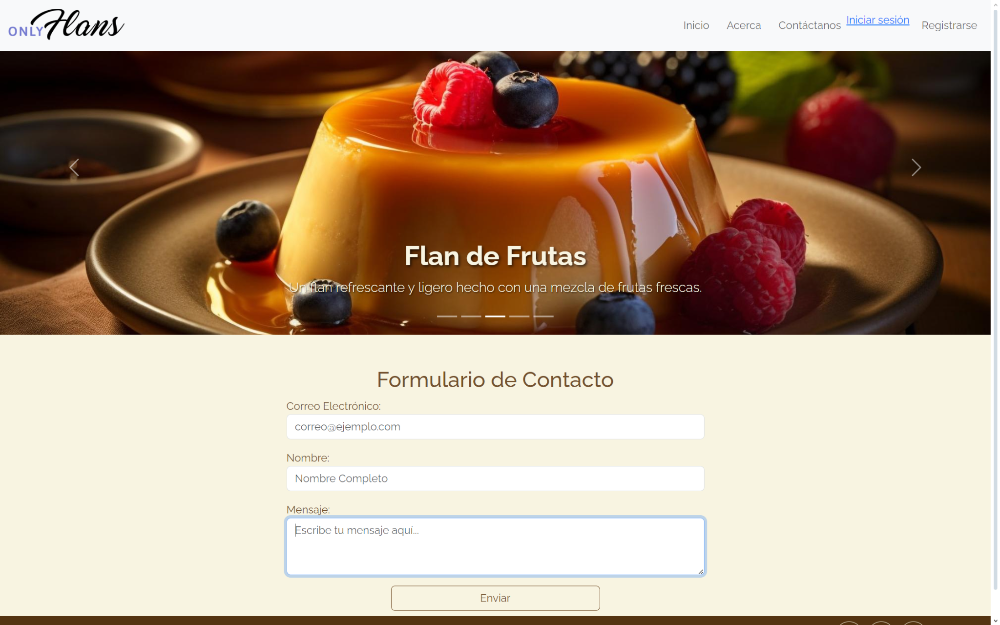 ONLY Flans
Inicio Acerca Contáctanos Iniciar sesión Registrarse
Flan de Frutas
Un flan refrescante y ligero hecho con una mezcla de frutas frescas.
Formulario de Contacto
Correo Electrónico:
correo@ejemplo.com
Nombre:
Nombre Completo
Mensaje:
Escribe tu mensaje aquí...
Enviar